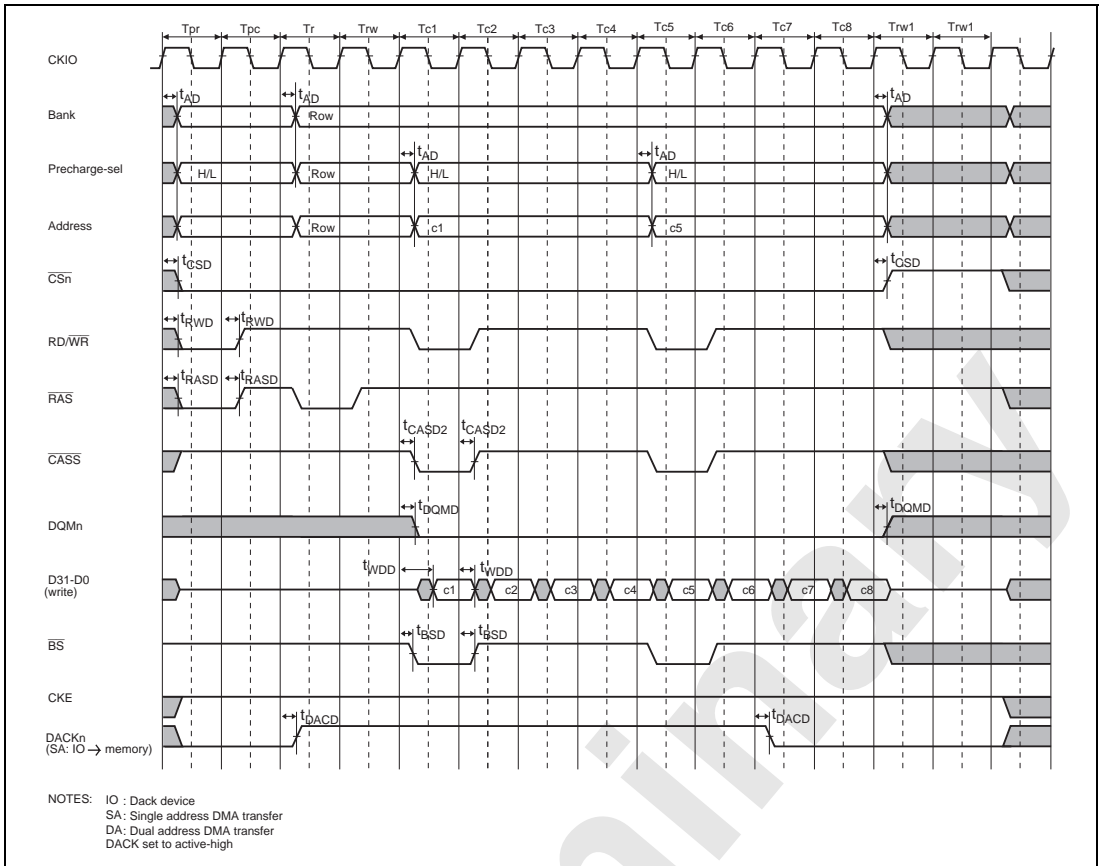 Tpr Tpc Tr Trw Tc1 Tc2 Tc3 Tc4 Tc5 Tc6 Tc7 Tc8 Trw1 Trw1
CKIO
tAD tAD tAD
Bank Row
tAD tAD
Precharge-sel H/L Row H/L H/L
Address Row c1 c5
tCSD tCSD
CSn
tRWD tRWD
RD/WR
tRASD tRASD
RAS
tCASD2 tCASD2
CASS
tDQMD tDQMD
DQMn
tWDD tWDD
D31-D0 c1 c2 c3 c4 c5 c6 c7 c8
(write)
tBSD tBSD
BS
CKE
tDACD tDACD
DACKn
(SA: IO → memory)
NOTES: IO : Dack device
SA: Single address DMA transfer
DA: Dual address DMA transfer
DACK set to active-high
inary